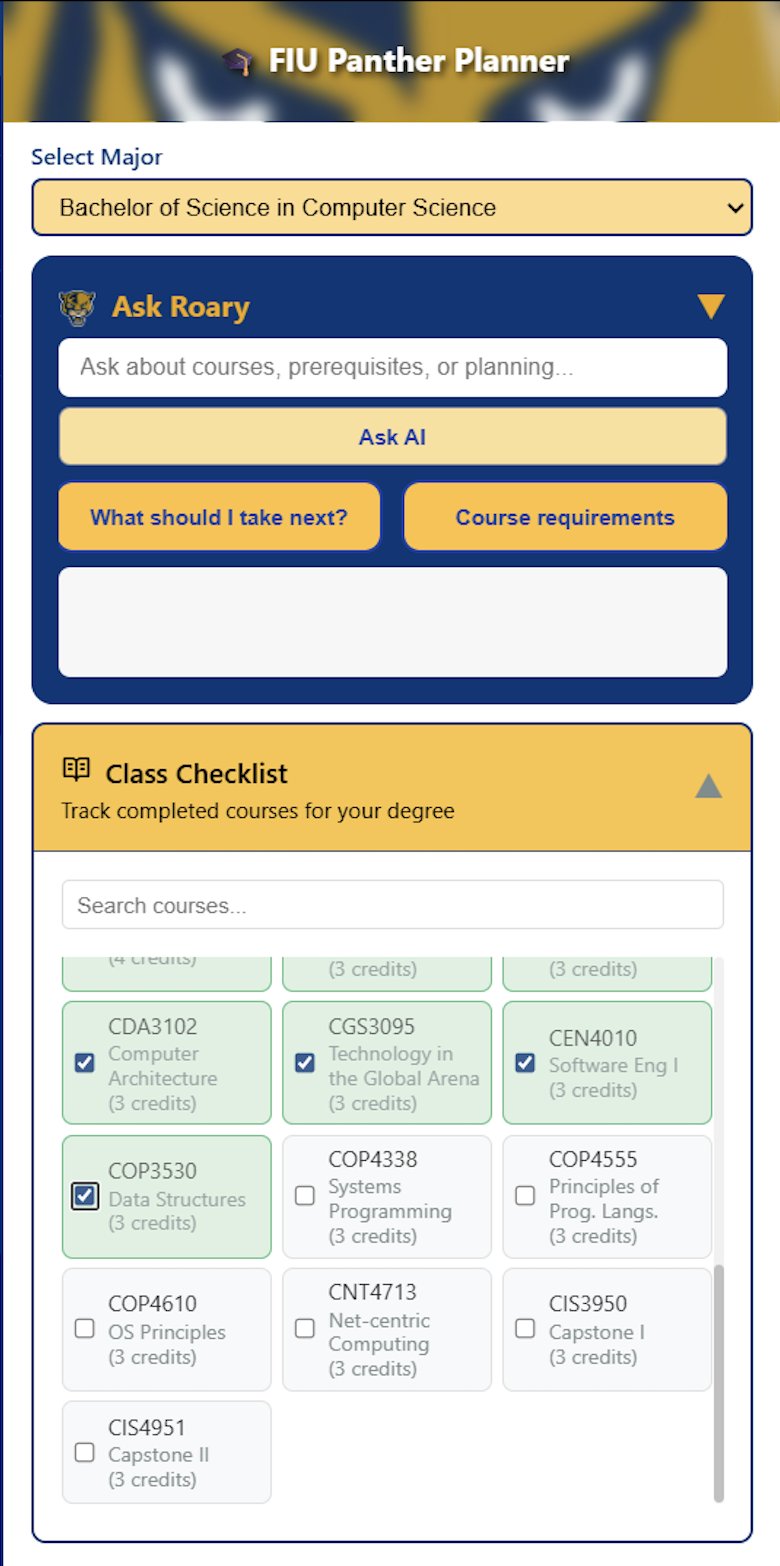 FIU Panther Planner
Select Major
Bachelor of Science in Computer Science
Ask Roary
Ask about courses, prerequisites, or planning...
Ask AI
What should I take next?
Course requirements
Class Checklist
Track completed courses for your degree
Search courses...
(4 credits)
(3 credits)
(3 credits)
CDA3102
Computer
Architecture
(3 credits)
CGS3095
Technology in
the Global Arena
(3 credits)
CEN4010
Software Eng I
(3 credits)
COP3530
Data Structures
(3 credits)
COP4338
Systems
Programming
(3 credits)
COP4555
Principles of
Prog. Langs.
(3 credits)
COP4610
OS Principles
(3 credits)
CNT4713
Net-centric
Computing
(3 credits)
CIS3950
Capstone I
(3 credits)
CIS4951
Capstone II
(3 credits)